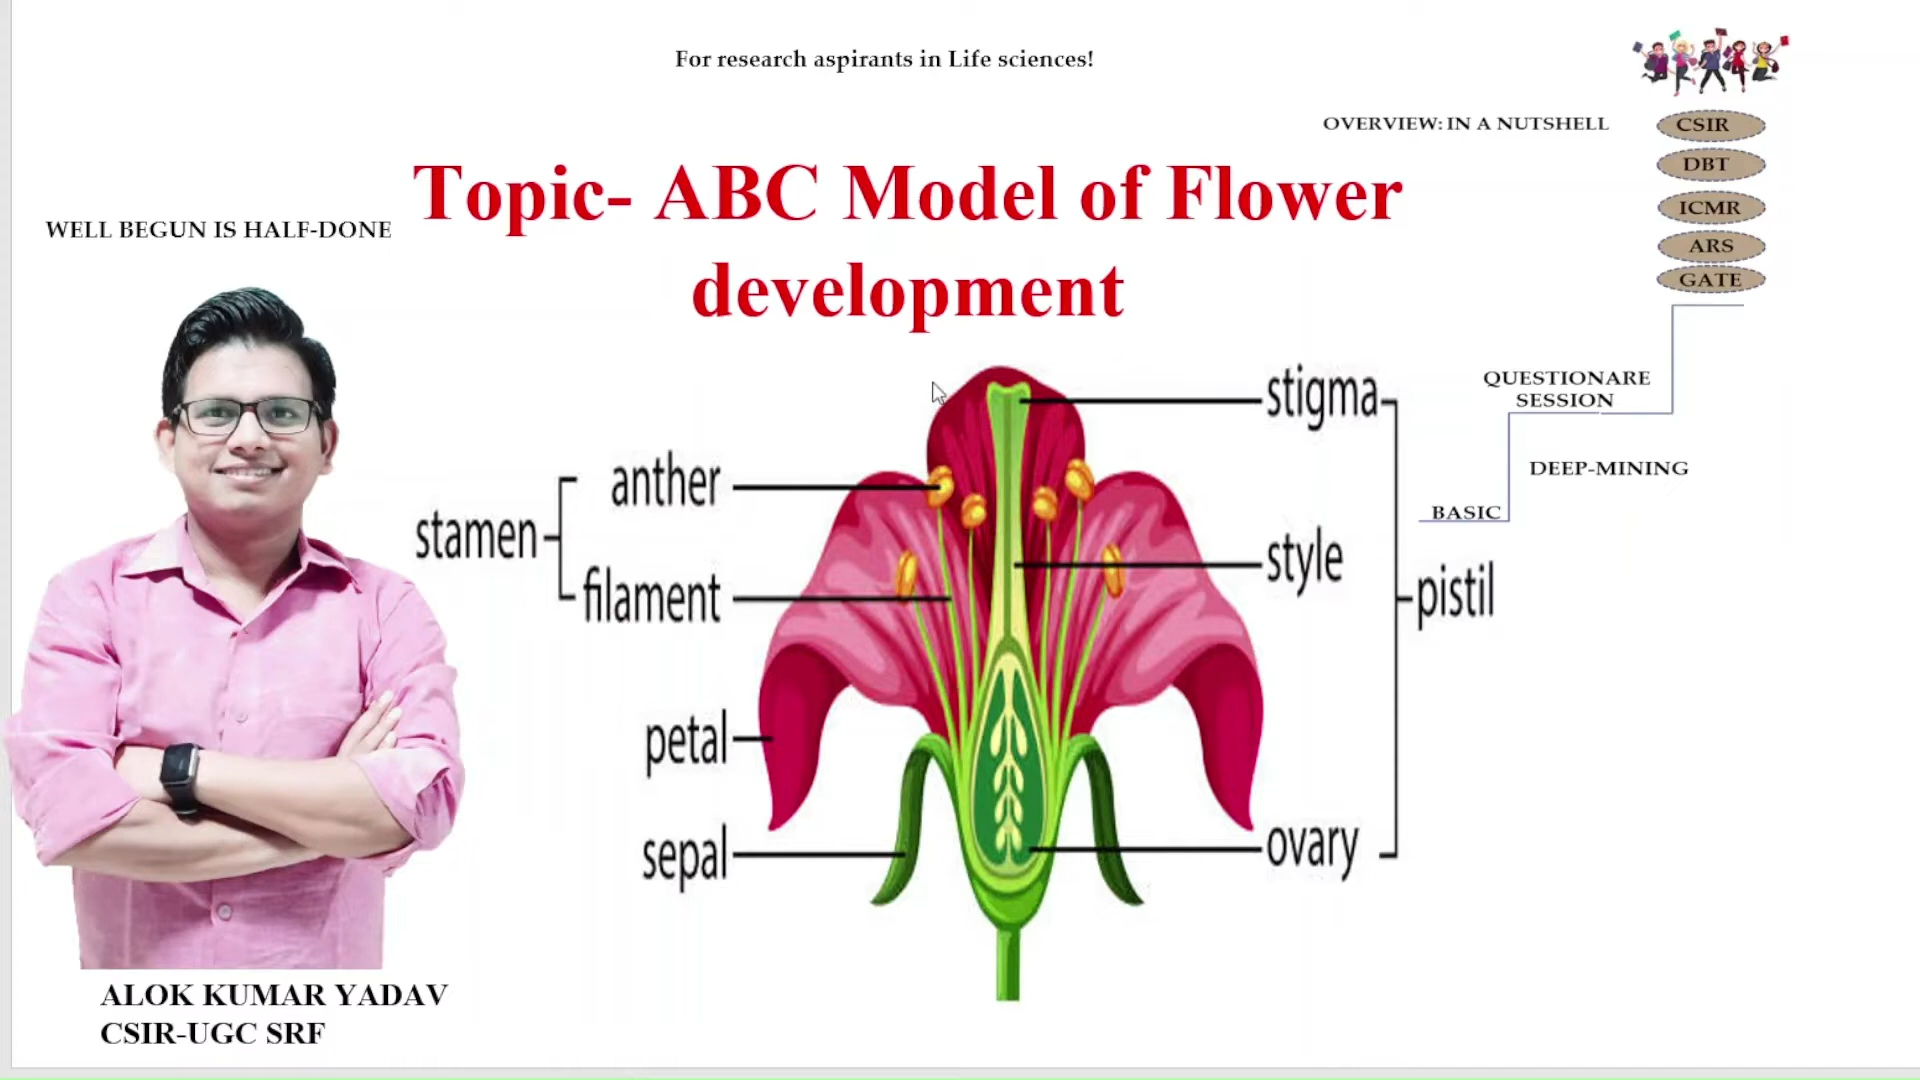 For research aspirants in Life sciences!
OVERVIEW: IN A NUTSHELL
CSIR
DBT
ICMR
ARS
GATE
Topic- ABC Model of Flower
development
WELL BEGUN IS HALF-DONE
QUESTIONARE
SESSION
DEEP-MINING
BASIC
stigma
anther
stamen
style
filament
pistil
petal
sepal
ovary
ALOK KUMAR YADAV
CSIR-UGC SRF